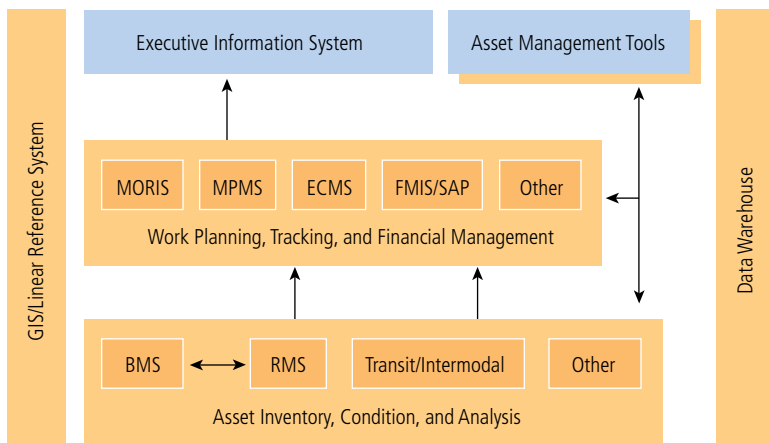 Executive Information System
Asset Management Tools
GIS/Linear Reference System
MORIS
MPMS
ECMS
FMIS/SAP
Other
Work Planning, Tracking, and Financial Management
Data Warehouse
BMS
RMS
Transit/Intermodal
Other
Asset Inventory, Condition, and Analysis